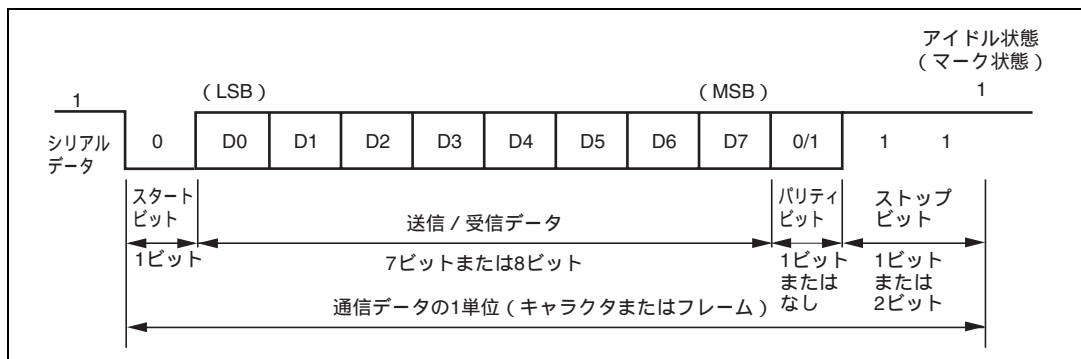 アイドル状態
（マーク状態）
1
（LSB）
（MSB）
1
シリアル
データ
0
D0
D1
D2
D3
D4
D5
D6
D7
0/1
1
1
スタート
ビット
1ビット
送信 / 受信データ
7ビットまたは8ビット
パリティ
ビット
1ビット
または
なし
ストップ
ビット
1ビット
または
2ビット
通信データの1単位（キャラクタまたはフレーム）